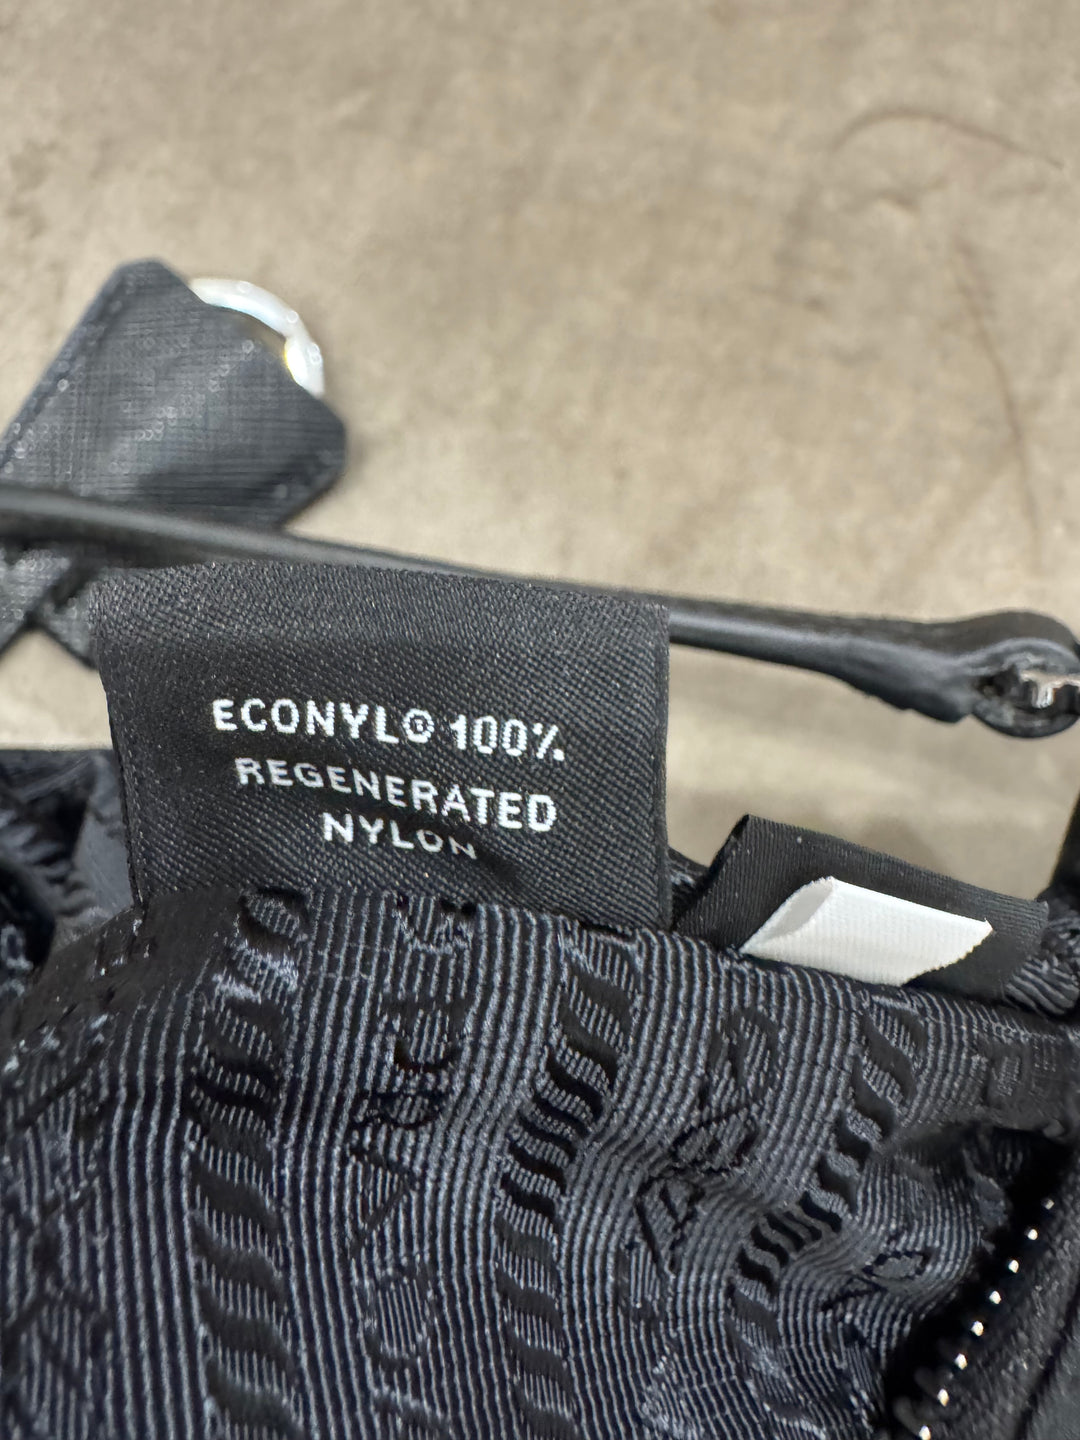 ECONYL® 100%
REGENERATED
NYLON